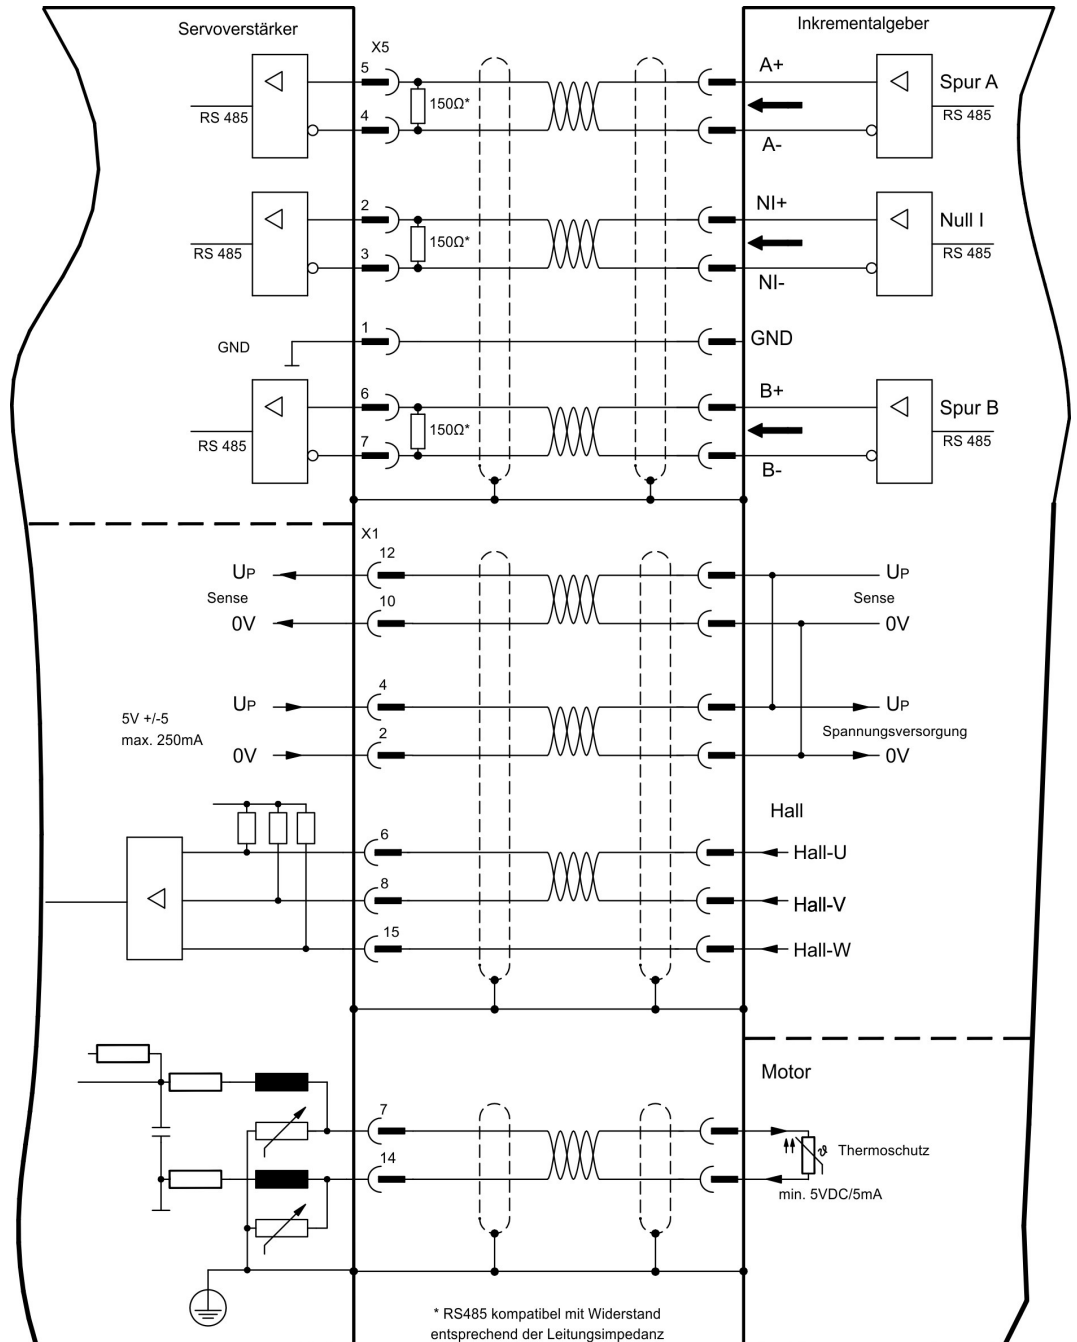 Servoverstärker
Inkrementalgeber
X5
5
A+
Spur A
RS 485
150Ω*
RS 485
4
A-
2
NI+
Null I
RS 485
150Ω*
RS 485
3
NI-
1
GND
GND
6
B+
Spur B
RS 485
150Ω*
RS 485
7
B-
X1
12
UP
UP
Sense
10
Sense
0V
0V
4
UP
UP
5V +/-5
max. 250mA
2
Spannungsversorgung
0V
0V
Hall
6
Hall-U
8
Hall-V
15
Hall-W
Motor
7
ϑ
Thermoschutz
14
min. 5VDC/5mA
* RS485 kompatibel mit Widerstand
entsprechend der Leitungsimpedanz